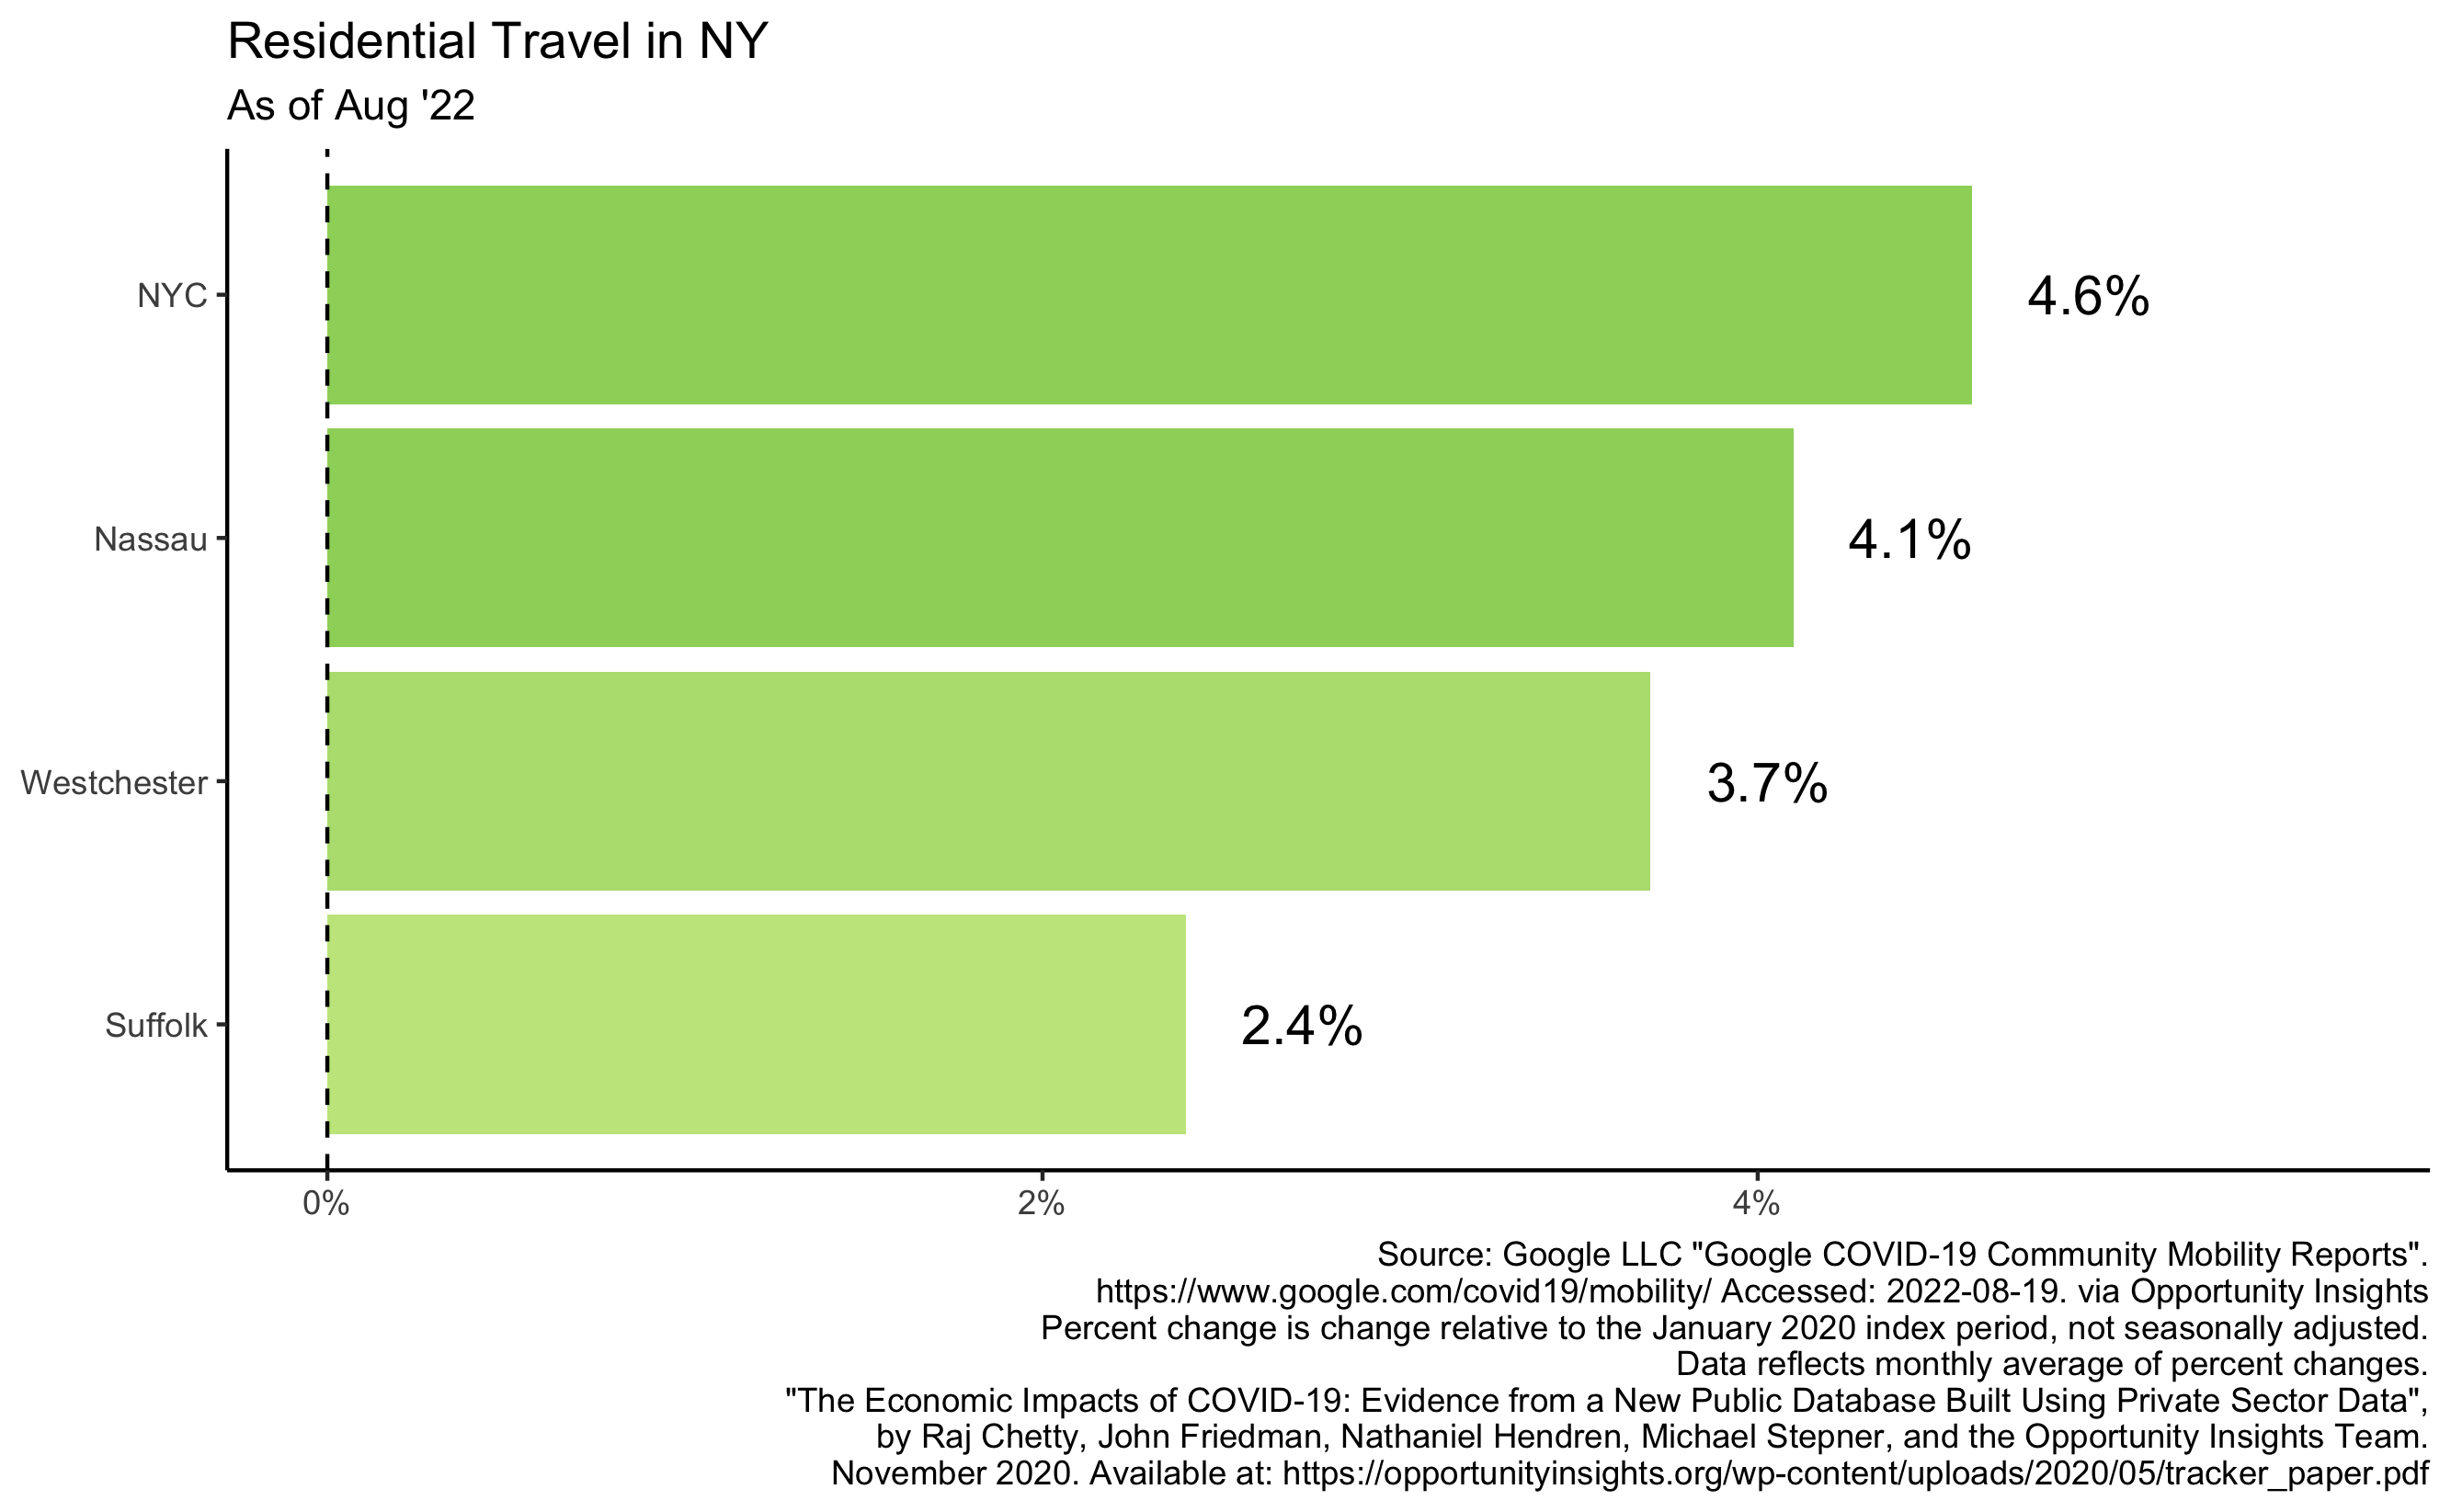 Residential Travel in NY
As of Aug '22
NYC
4.6%
Nassau
4.1%
Westchester
3.7%
Suffolk
2.4%
0%
2%
4%
Source: Google LLC "Google COVID-19 Community Mobility Reports".
https://www.google.com/covid19/mobility/ Accessed: 2022-08-19. via Opportunity Insights
Percent change is change relative to the January 2020 index period, not seasonally adjusted.
Data reflects monthly average of percent changes.
"The Economic Impacts of COVID-19: Evidence from a New Public Database Built Using Private Sector Data",
by Raj Chetty, John Friedman, Nathaniel Hendren, Michael Stepner, and the Opportunity Insights Team.
November 2020. Available at: https://opportunityinsights.org/wp-content/uploads/2020/05/tracker_paper.pdf